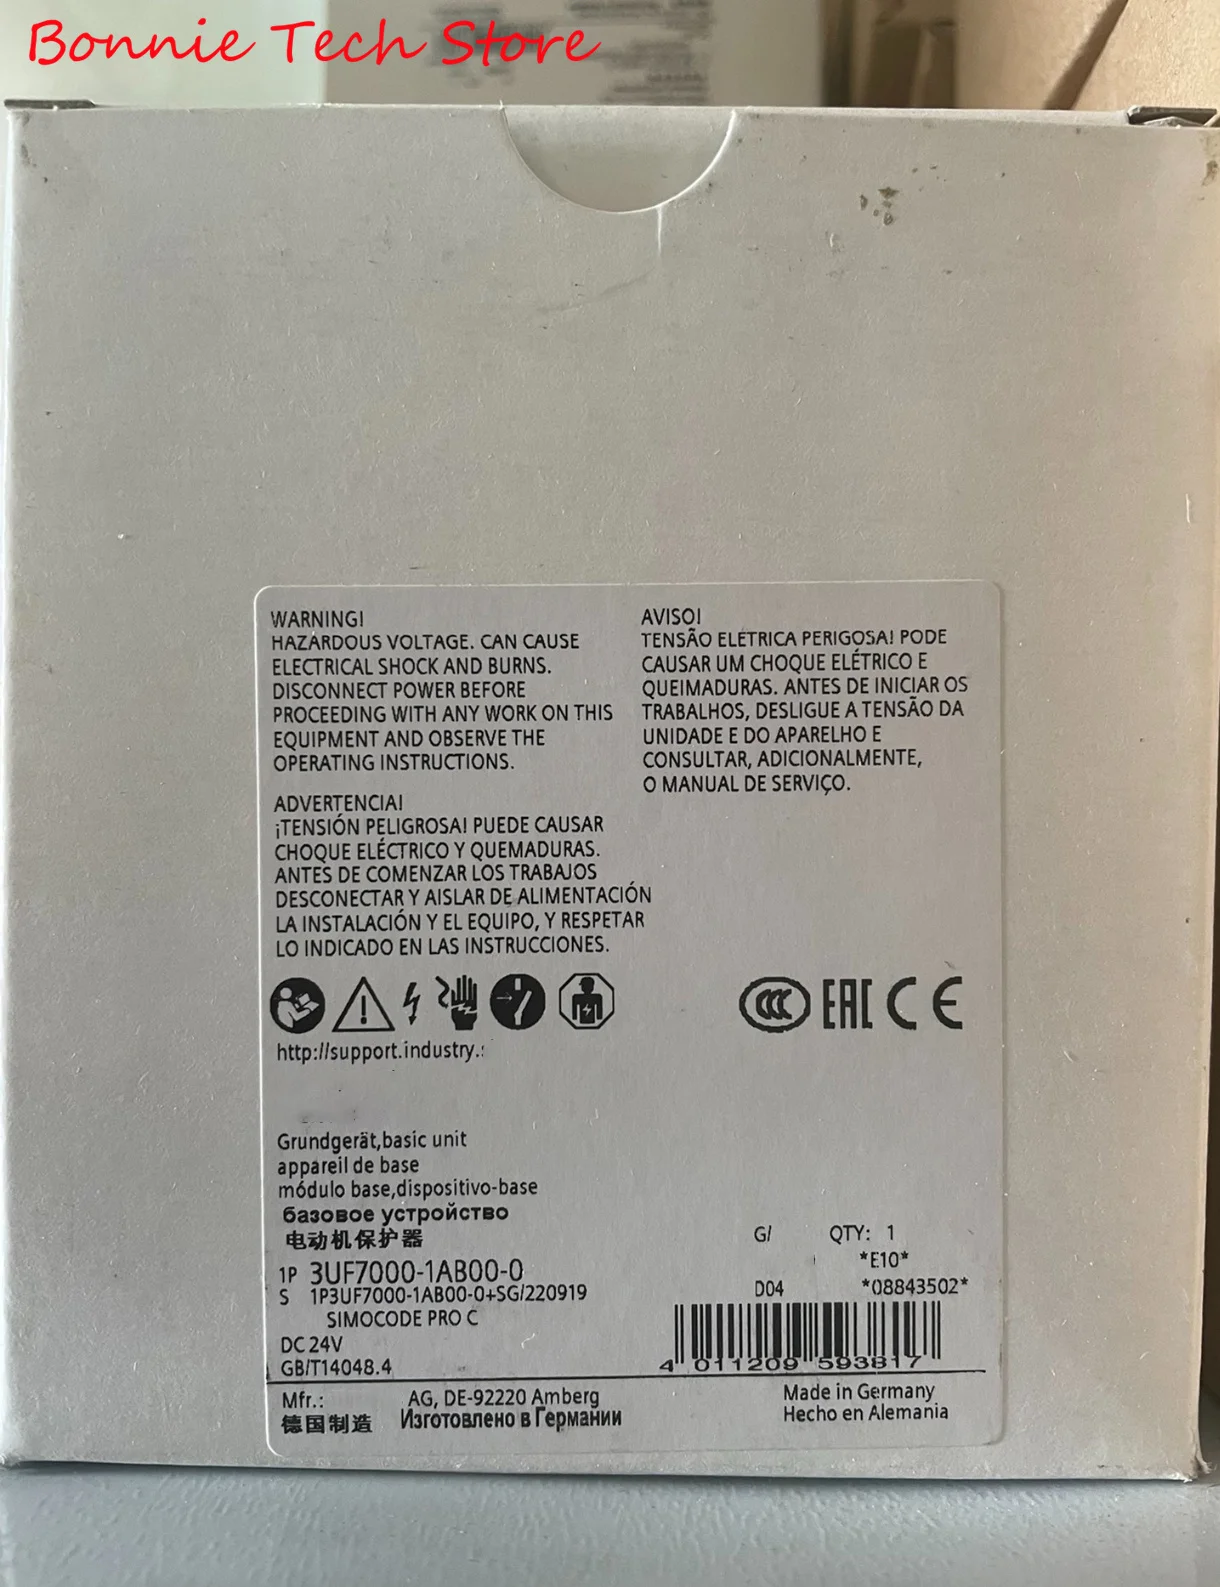 Bonnie Tech Store
WARNING!
HAZARDOUS VOLTAGE. CAN CAUSE
ELECTRICAL SHOCK AND BURNS.
DISCONNECT POWER BEFORE
PROCEEDING WITH ANY WORK ON THIS
EQUIPMENT AND OBSERVE THE
OPERATING INSTRUCTIONS.
ADVERTENCIA!
¡TENSIÓN PELIGROSA! PUEDE CAUSAR
CHOQUE ELÉCTRICO Y QUEMADURAS.
ANTES DE COMENZAR LOS TRABAJOS
DESCONECTAR Y AISLAR DE ALIMENTACIÓN
LA INSTALACIÓN Y EL EQUIPO, Y RESPETAR
LO INDICADO EN LAS INSTRUCCIONES.
AVISO!
TENSÃO ELÉTRICA PERIGOSA! PODE
CAUSAR UM CHOQUE ELÉTRICO E
QUEIMADURAS. ANTES DE INICIAR OS
TRABALHOS, DESLIGUE A TENSÃO DA
UNIDADE E DO APARELHO E
CONSULTAR, ADICIONALMENTE,
O MANUAL DE SERVIÇO.
CCC EAC CE
http://support.industry.
Grundgerät,basic unit
appareil de base
módulo base,dispositivo-base
базовое устройство
电动机保护器
G/ QTY: 1
*E10*
1P 3UF7000-1AB00-0
D04 *08843502*
S 1P3UF7000-1AB00-0+SG/220919
SIMOCODE PRO C
DC 24V
GB/T14048.4
4 011209 593817
Mfr.: AG, DE-92220 Amberg
德国制造 Изготовлено в Германии
Made in Germany
Hecho en Alemania